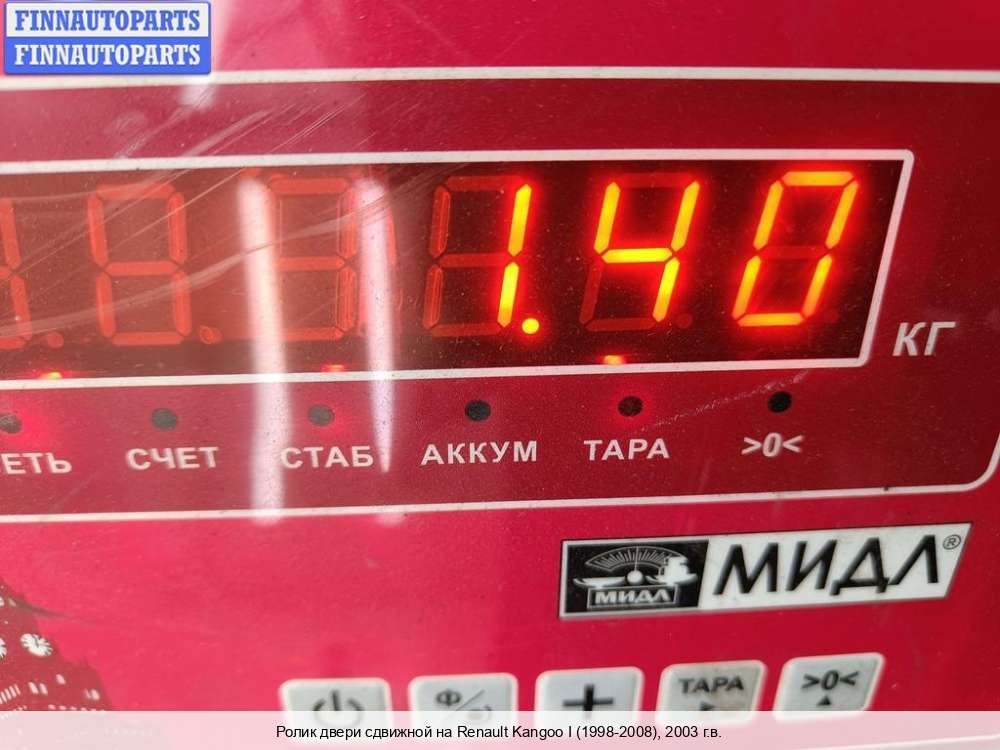 FINNAUTOPARTS
FINNAUTOPARTS
1.40
КГ
ЕТЬ СЧЕТ СТАБ АККУМ ТАРА >0<
МИДЛ МИДЛ®
Ф/ + ТАРА >0<
Ролик двери сдвижной на Renault Kangoo I (1998-2008), 2003 г.в.